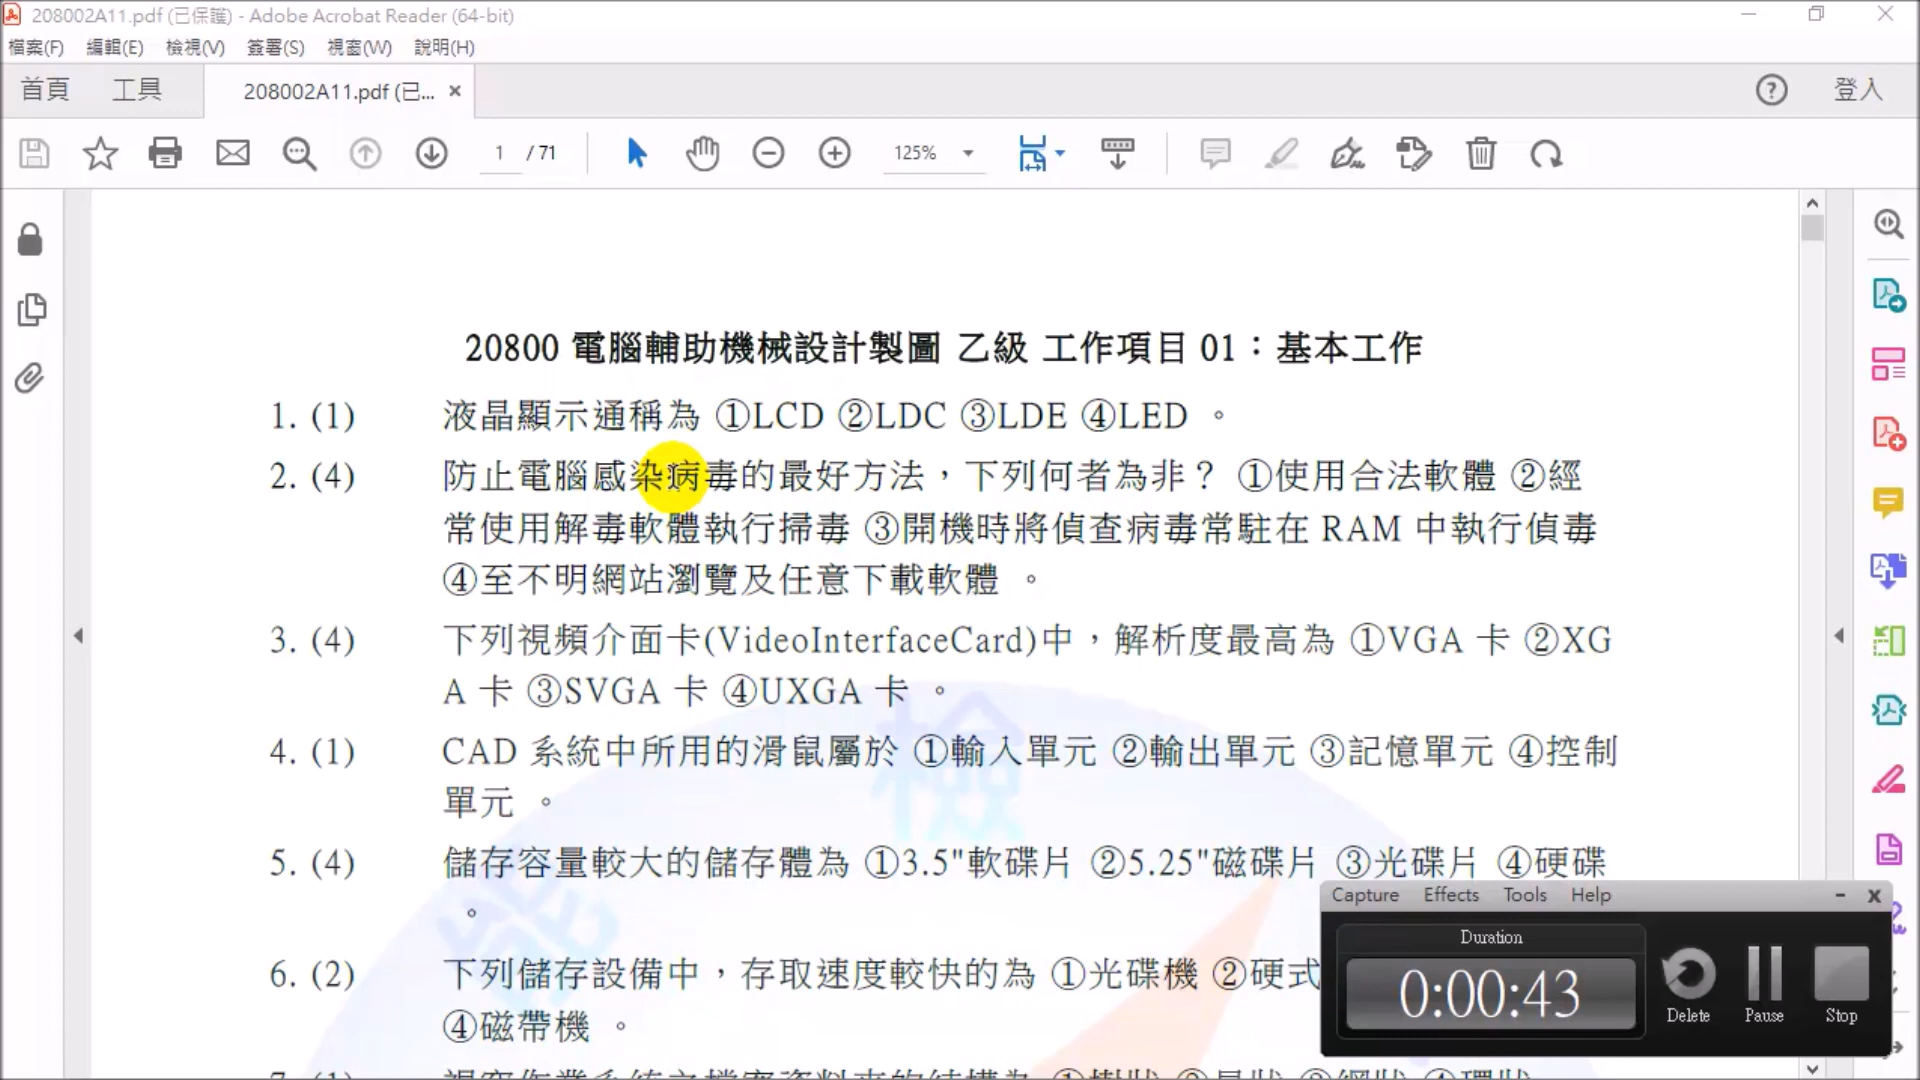 208002A11.pdf (已保護) - Adobe Acrobat Reader (64-bit)
檔案(F) 編輯(E) 檢視(V) 簽署(S) 視窗(W) 說明(H)
首頁 工具 208002A11.pdf (已... × 登入
1 / 71 125%
20800 電腦輔助機械設計製圖 乙級 工作項目 01：基本工作
1. (1) 液晶顯示通稱為 ①LCD ②LDC ③LDE ④LED 。
2. (4) 防止電腦感染病毒的最好方法，下列何者為非？ ①使用合法軟體 ②經
常使用解毒軟體執行掃毒 ③開機時將偵查病毒常駐在 RAM 中執行偵毒
④至不明網站瀏覽及任意下載軟體 。
3. (4) 下列視頻介面卡(VideoInterfaceCard)中，解析度最高為 ①VGA 卡 ②XG
A 卡 ③SVGA 卡 ④UXGA 卡 。
4. (1) CAD 系統中所用的滑鼠屬於 ①輸入單元 ②輸出單元 ③記憶單元 ④控制
單元 。
5. (4) 儲存容量較大的儲存體為 ①3.5"軟碟片 ②5.25"磁碟片 ③光碟片 ④硬碟
。
6. (2) 下列儲存設備中，存取速度較快的為 ①光碟機 ②硬式
④磁帶機 。
檢
能
Capture Effects Tools Help
Duration
0:00:43
Delete Pause Stop